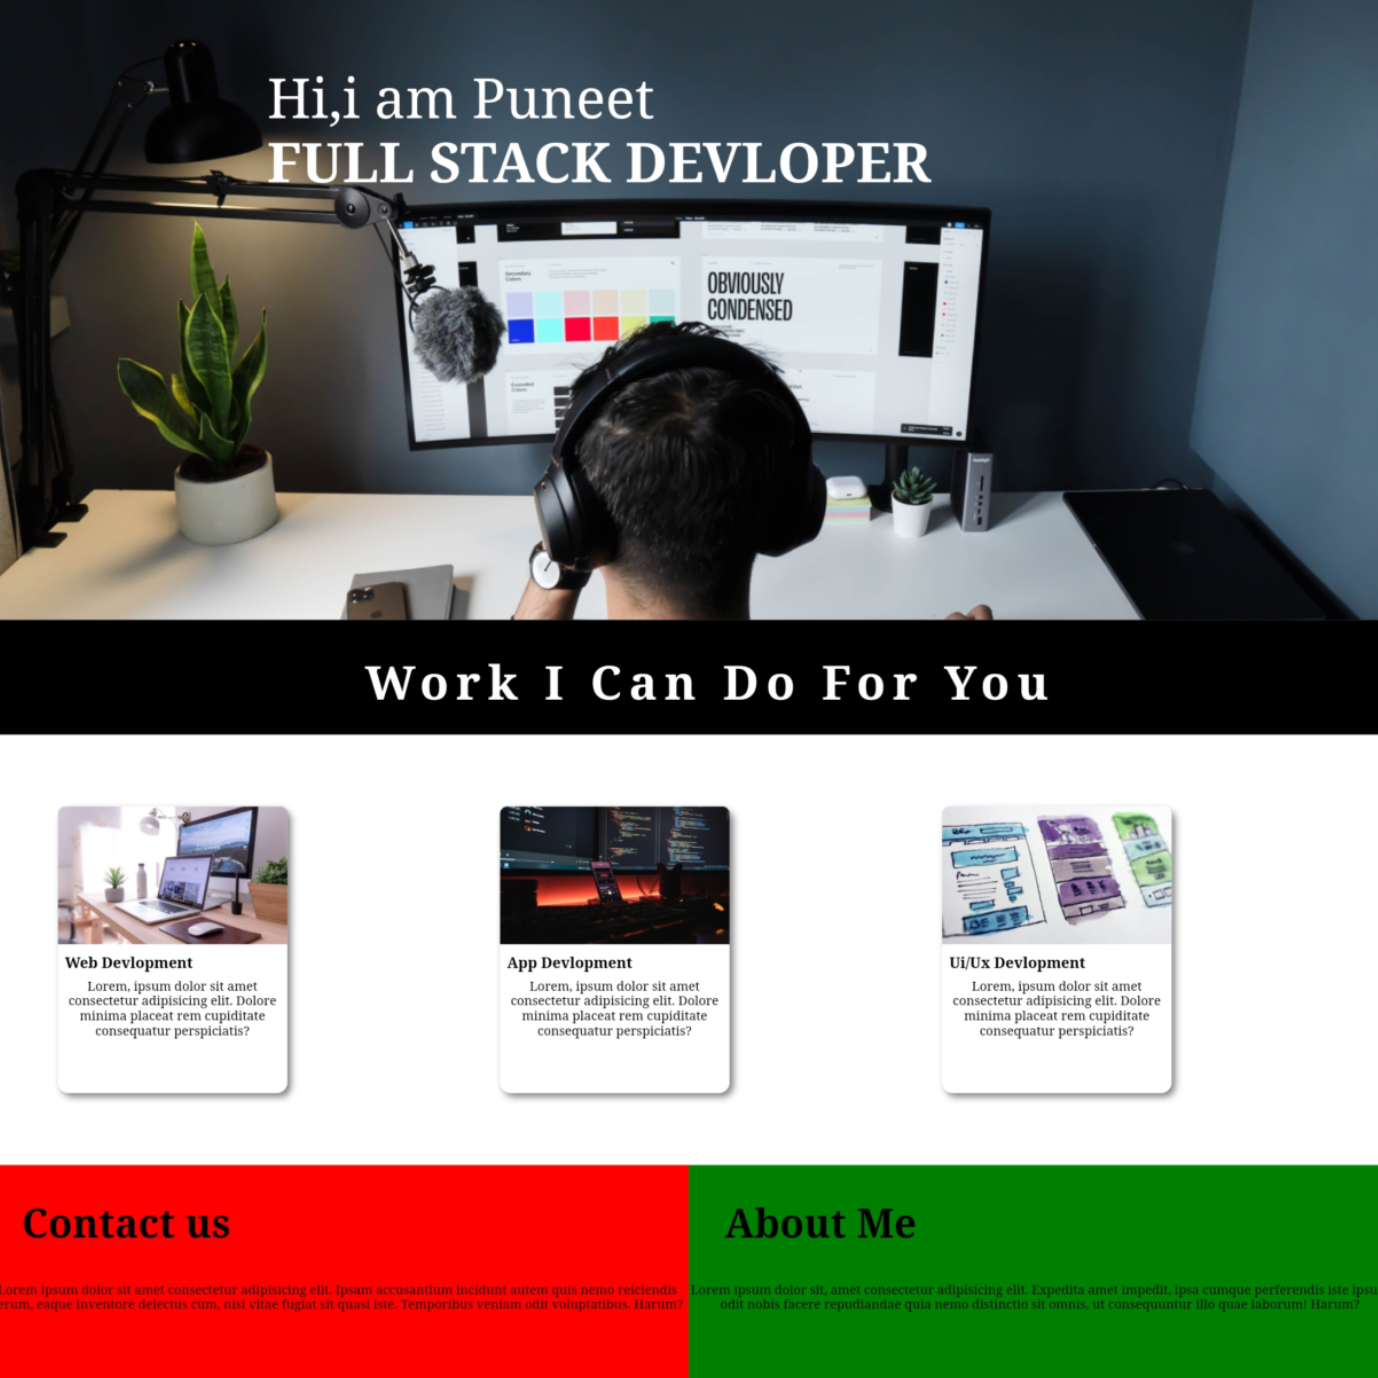 Hi,i am Puneet
FULL STACK DEVLOPER
Secondary
Colors
OBVIOUSLY
CONDENSED
Extended
Colors
Work I Can Do For You
Web Devlopment
Lorem, ipsum dolor sit amet
consectetur adipisicing elit. Dolore
minima placeat rem cupiditate
consequatur perspiciatis?
App Devlopment
Lorem, ipsum dolor sit amet
consectetur adipisicing elit. Dolore
minima placeat rem cupiditate
consequatur perspiciatis?
Ui/Ux Devlopment
Lorem, ipsum dolor sit amet
consectetur adipisicing elit. Dolore
minima placeat rem cupiditate
consequatur perspiciatis?
Contact us
Lorem ipsum dolor sit amet consectetur adipisicing elit. Ipsam accusantium incidunt autem quis nemo reiciendis
erum, eaque inventore delectus cum, nisi vitae fugiat sit quasi iste. Temporibus veniam odit voluptatibus. Harum?
About Me
Lorem ipsum dolor sit, amet consectetur adipisicing elit. Expedita amet impedit, ipsa cumque perferendis iste ipsu
odit nobis facere repudiandae quia nemo distinctio sit omnis, ut consequuntur illo quae laborum! Harum?